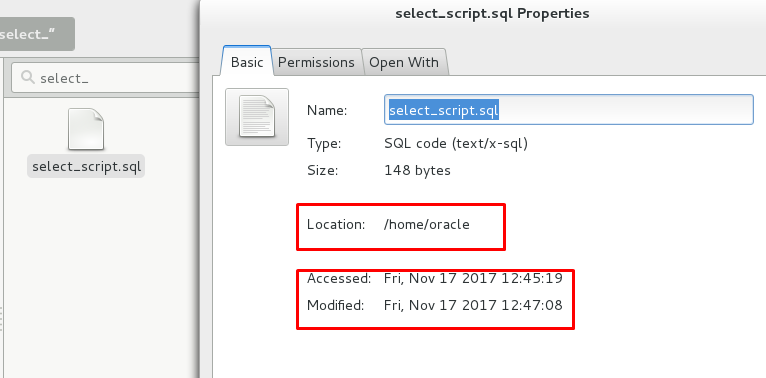 select_"
select_
select_script.sql
select_script.sql Properties
Basic Permissions Open With
Name: select_script.sql
Type: SQL code (text/x-sql)
Size: 148 bytes
Location: /home/oracle
Accessed: Fri, Nov 17 2017 12:45:19
Modified: Fri, Nov 17 2017 12:47:08